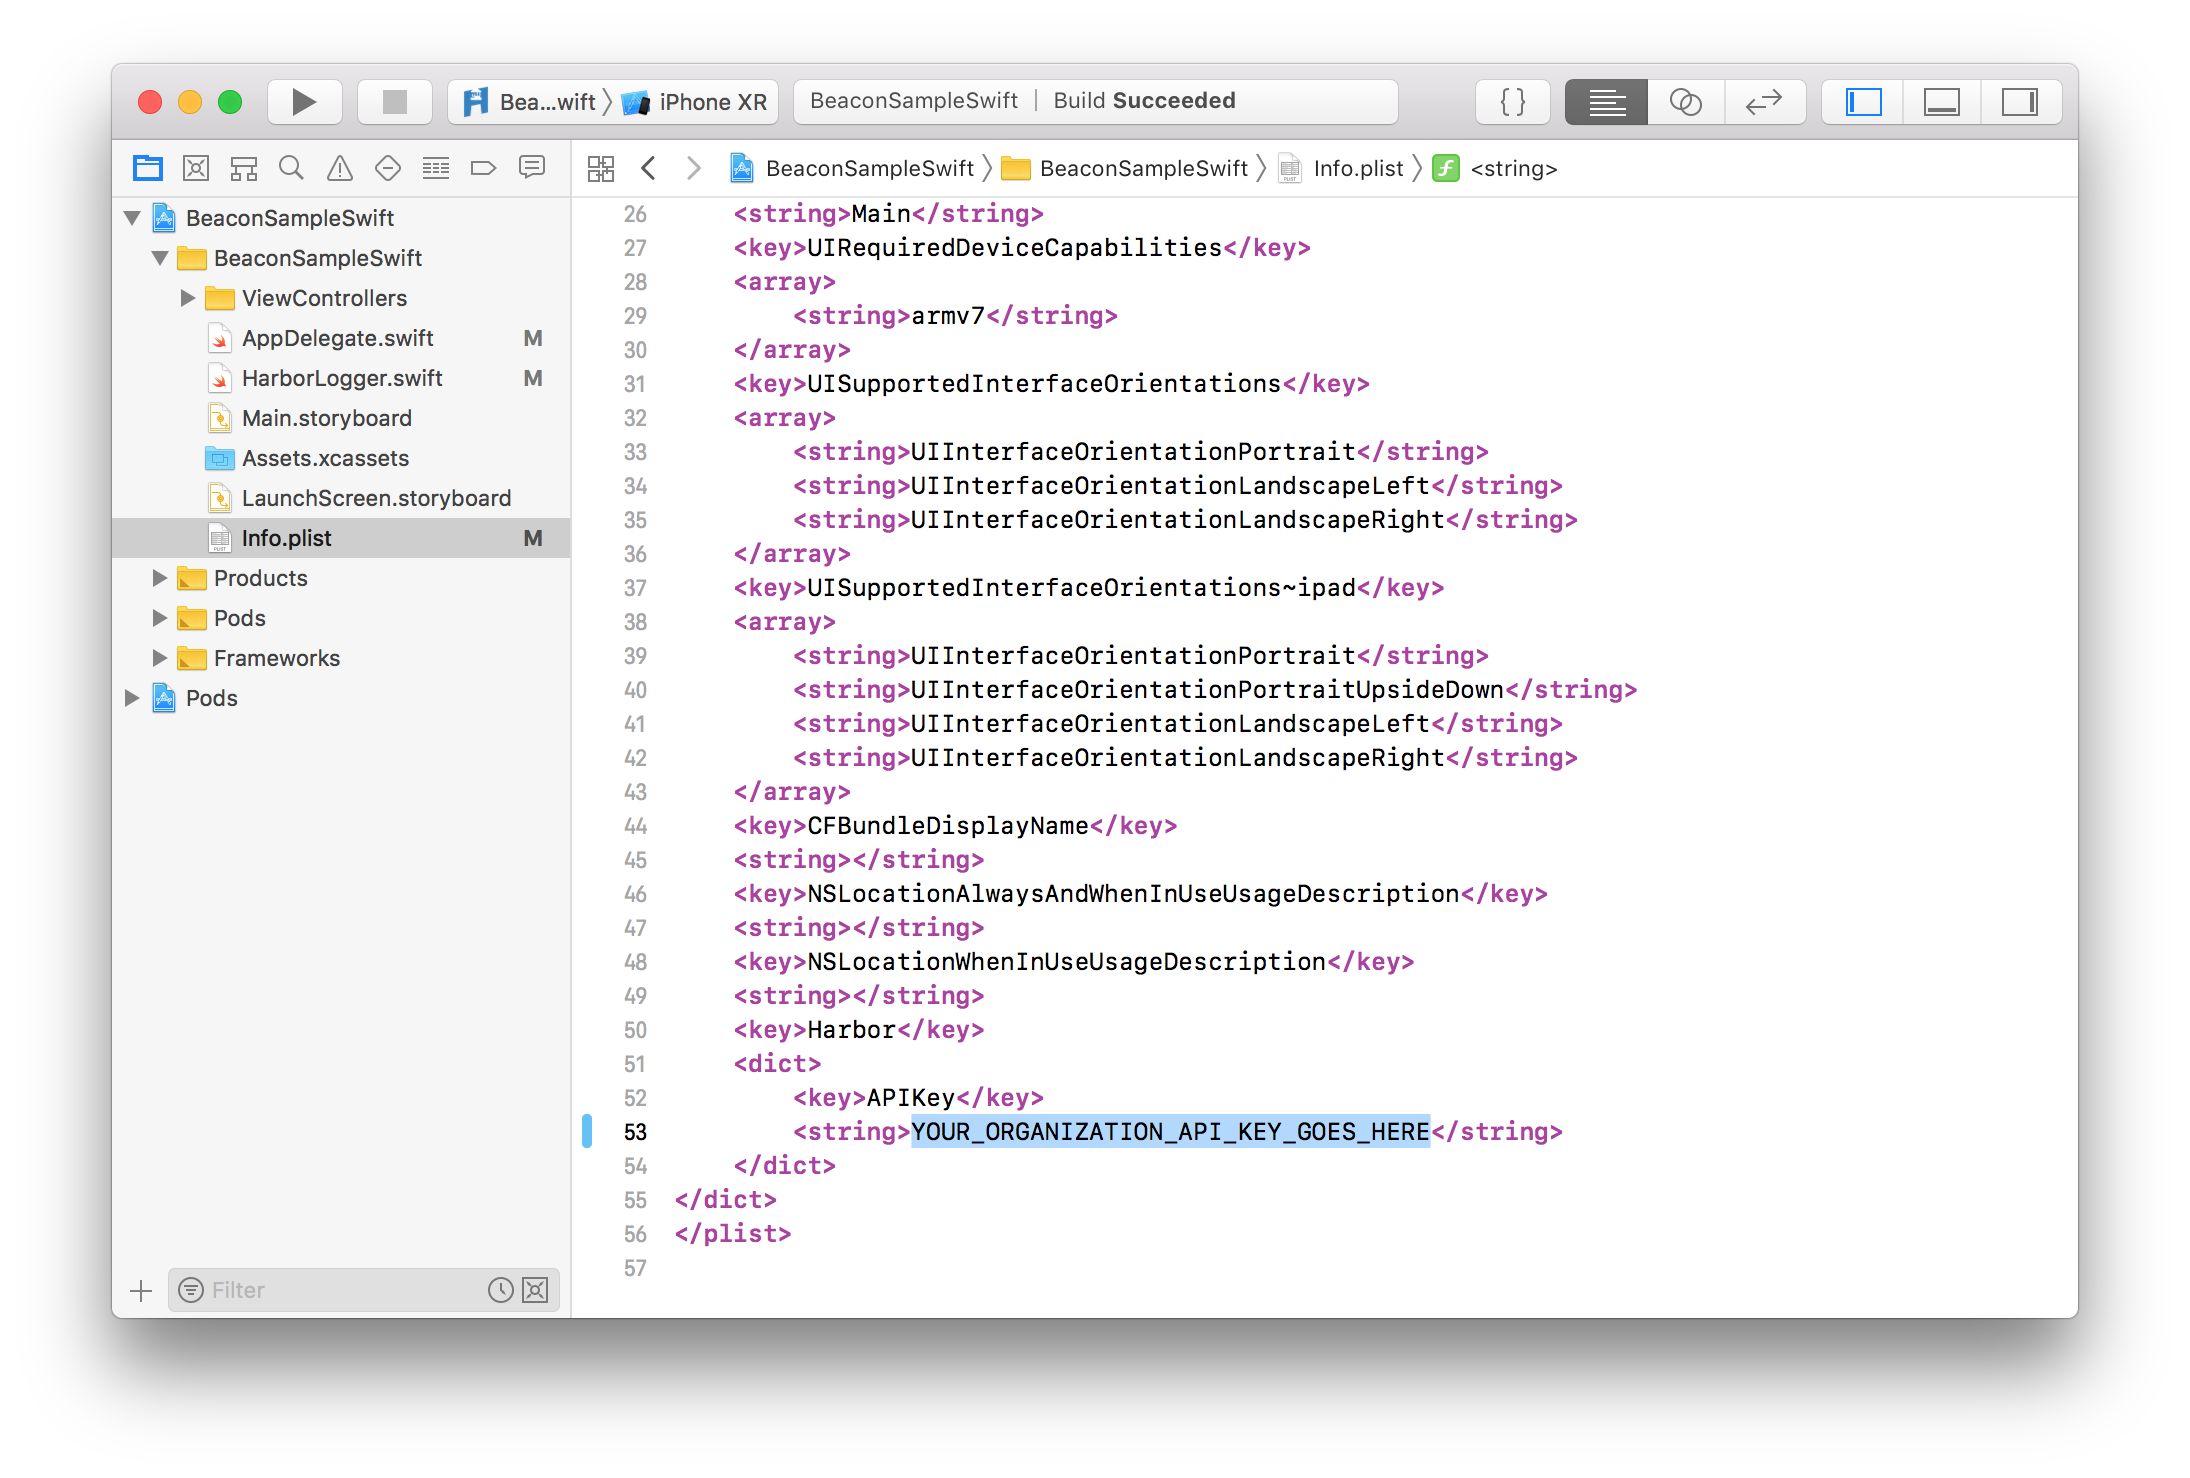 Bea...wift
iPhone XR
BeaconSampleSwift | Build Succeeded
{ }
BeaconSampleSwift
BeaconSampleSwift
Info.plist
<string>
BeaconSampleSwift
BeaconSampleSwift
ViewControllers
AppDelegate.swift M
HarborLogger.swift M
Main.storyboard
Assets.xcassets
LaunchScreen.storyboard
Info.plist M
Products
Pods
Frameworks
Pods
Filter
26 <string>Main</string>
27 <key>UIRequiredDeviceCapabilities</key>
28 <array>
29 <string>armv7</string>
30 </array>
31 <key>UISupportedInterfaceOrientations</key>
32 <array>
33 <string>UIInterfaceOrientationPortrait</string>
34 <string>UIInterfaceOrientationLandscapeLeft</string>
35 <string>UIInterfaceOrientationLandscapeRight</string>
36 </array>
37 <key>UISupportedInterfaceOrientations~ipad</key>
38 <array>
39 <string>UIInterfaceOrientationPortrait</string>
40 <string>UIInterfaceOrientationPortraitUpsideDown</string>
41 <string>UIInterfaceOrientationLandscapeLeft</string>
42 <string>UIInterfaceOrientationLandscapeRight</string>
43 </array>
44 <key>CFBundleDisplayName</key>
45 <string></string>
46 <key>NSLocationAlwaysAndWhenInUseUsageDescription</key>
47 <string></string>
48 <key>NSLocationWhenInUseUsageDescription</key>
49 <string></string>
50 <key>Harbor</key>
51 <dict>
52 <key>APIKey</key>
53 <string>YOUR_ORGANIZATION_API_KEY_GOES_HERE</string>
54 </dict>
55 </dict>
56 </plist>
57